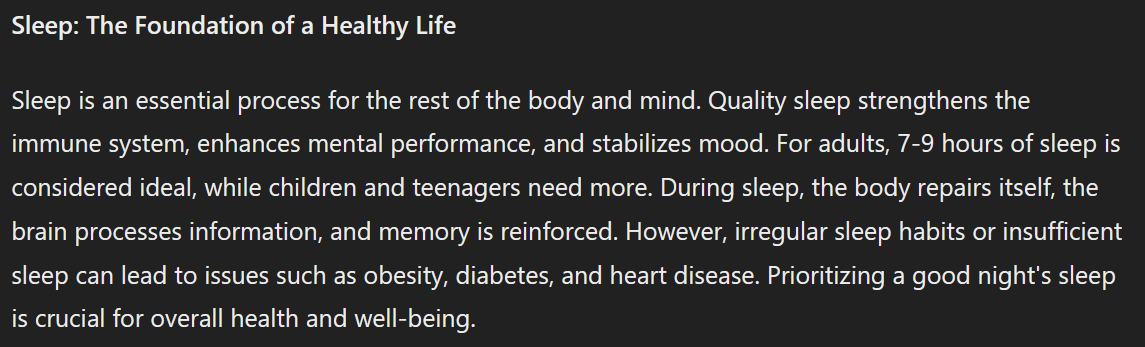 Sleep: The Foundation of a Healthy Life
Sleep is an essential process for the rest of the body and mind. Quality sleep strengthens the
immune system, enhances mental performance, and stabilizes mood. For adults, 7-9 hours of sleep is
considered ideal, while children and teenagers need more. During sleep, the body repairs itself, the
brain processes information, and memory is reinforced. However, irregular sleep habits or insufficient
sleep can lead to issues such as obesity, diabetes, and heart disease. Prioritizing a good night's sleep
is crucial for overall health and well-being.